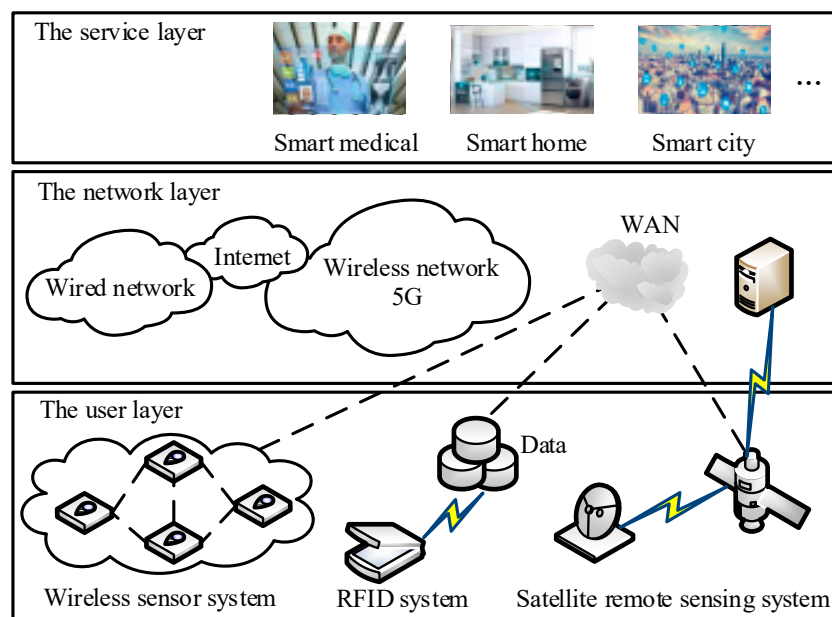 The service layer
...
Smart medical
Smart home
Smart city
The network layer
WAN
Internet
Wired network
Wireless network
5G
The user layer
Data
Wireless sensor system
RFID system
Satellite remote sensing system